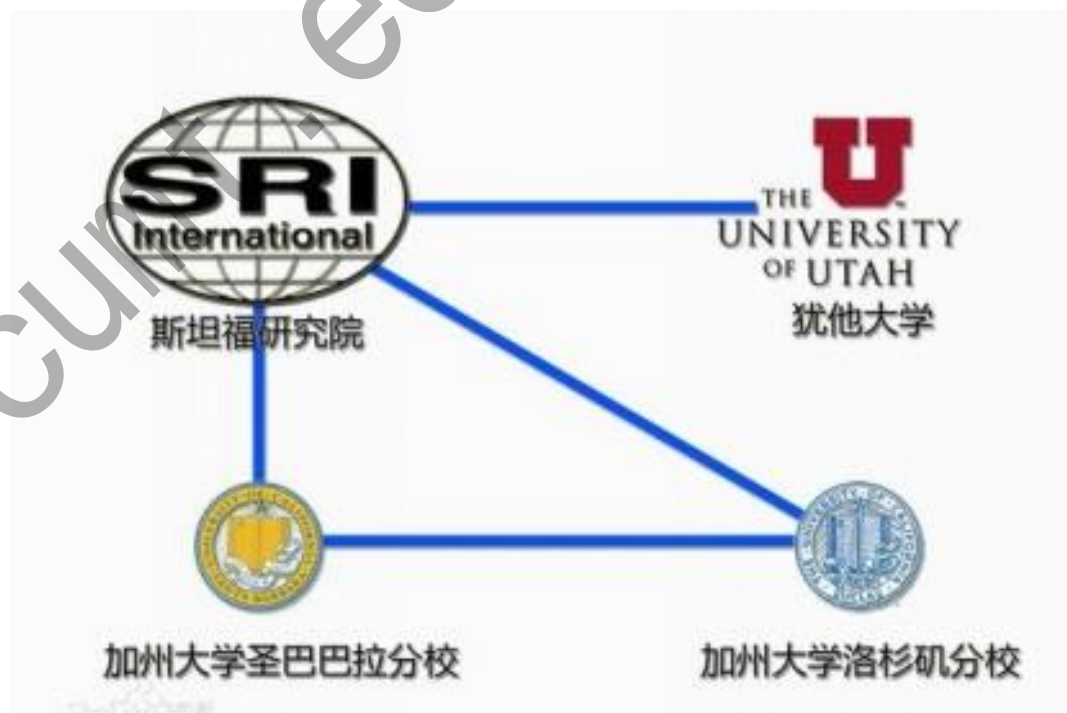 SRI
International
斯坦福研究院
U
THE
UNIVERSITY
OF UTAH
犹他大学
加州大学圣巴巴拉分校
加州大学洛杉矶分校